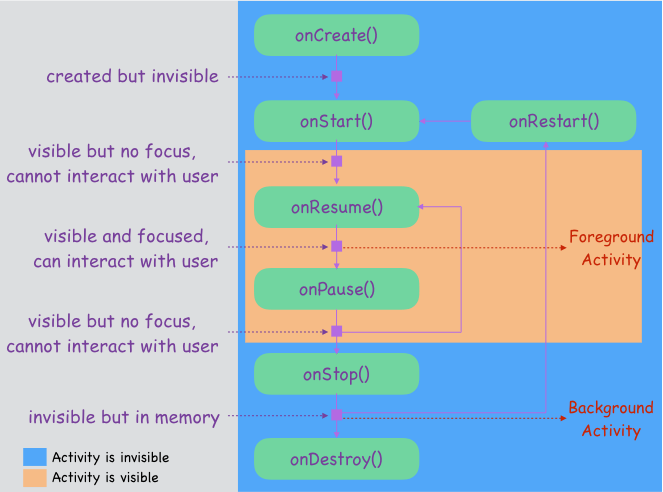 onCreate()
created but invisible
onStart()
onRestart()
visible but no focus,
cannot interact with user
onResume()
visible and focused,
can interact with user
Foreground
Activity
onPause()
visible but no focus,
cannot interact with user
onStop()
invisible but in memory
Background
Activity
onDestroy()
Activity is invisible
Activity is visible